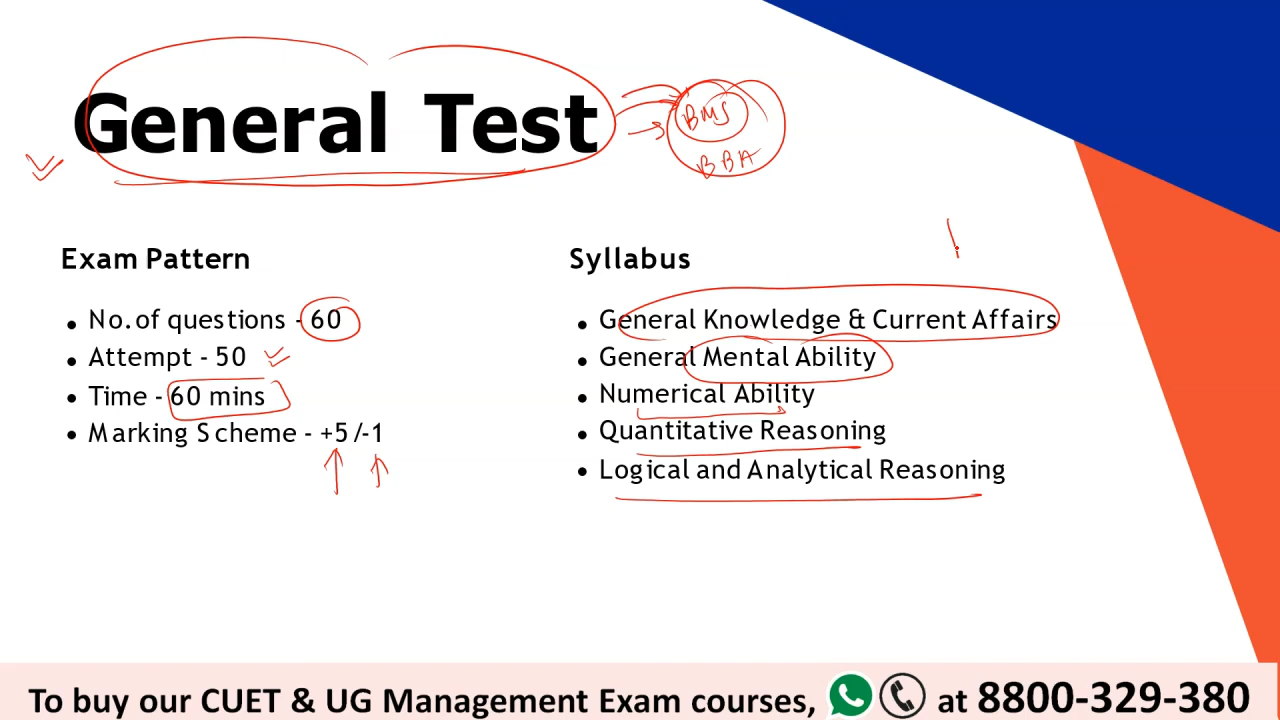 General Test
BMS
BBA
Exam Pattern
• No. of questions - 60
• Attempt - 50
• Time - 60 mins
• Marking Scheme - +5/-1
Syllabus
• General Knowledge & Current Affairs
• General Mental Ability
• Numerical Ability
• Quantitative Reasoning
• Logical and Analytical Reasoning
To buy our CUET & UG Management Exam courses, at 8800-329-380